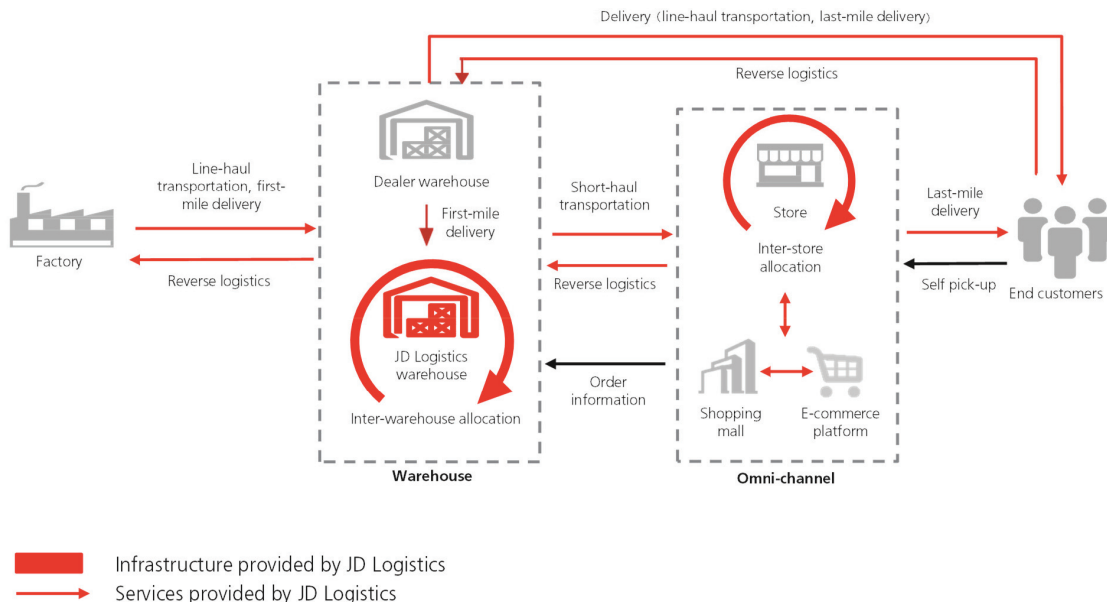 Delivery (line-haul transportation, last-mile delivery)
Reverse logistics
Dealer warehouse
Line-haul
transportation, first-
mile delivery
First-mile
delivery
Short-haul
transportation
Store
Last-mile
delivery
Factory
Reverse logistics
Reverse logistics
Inter-store
allocation
Self pick-up
End customers
JD Logistics
warehouse
Inter-warehouse allocation
Order
information
Shopping
mall
E-commerce
platform
Warehouse
Omni-channel
Infrastructure provided by JD Logistics
Services provided by JD Logistics